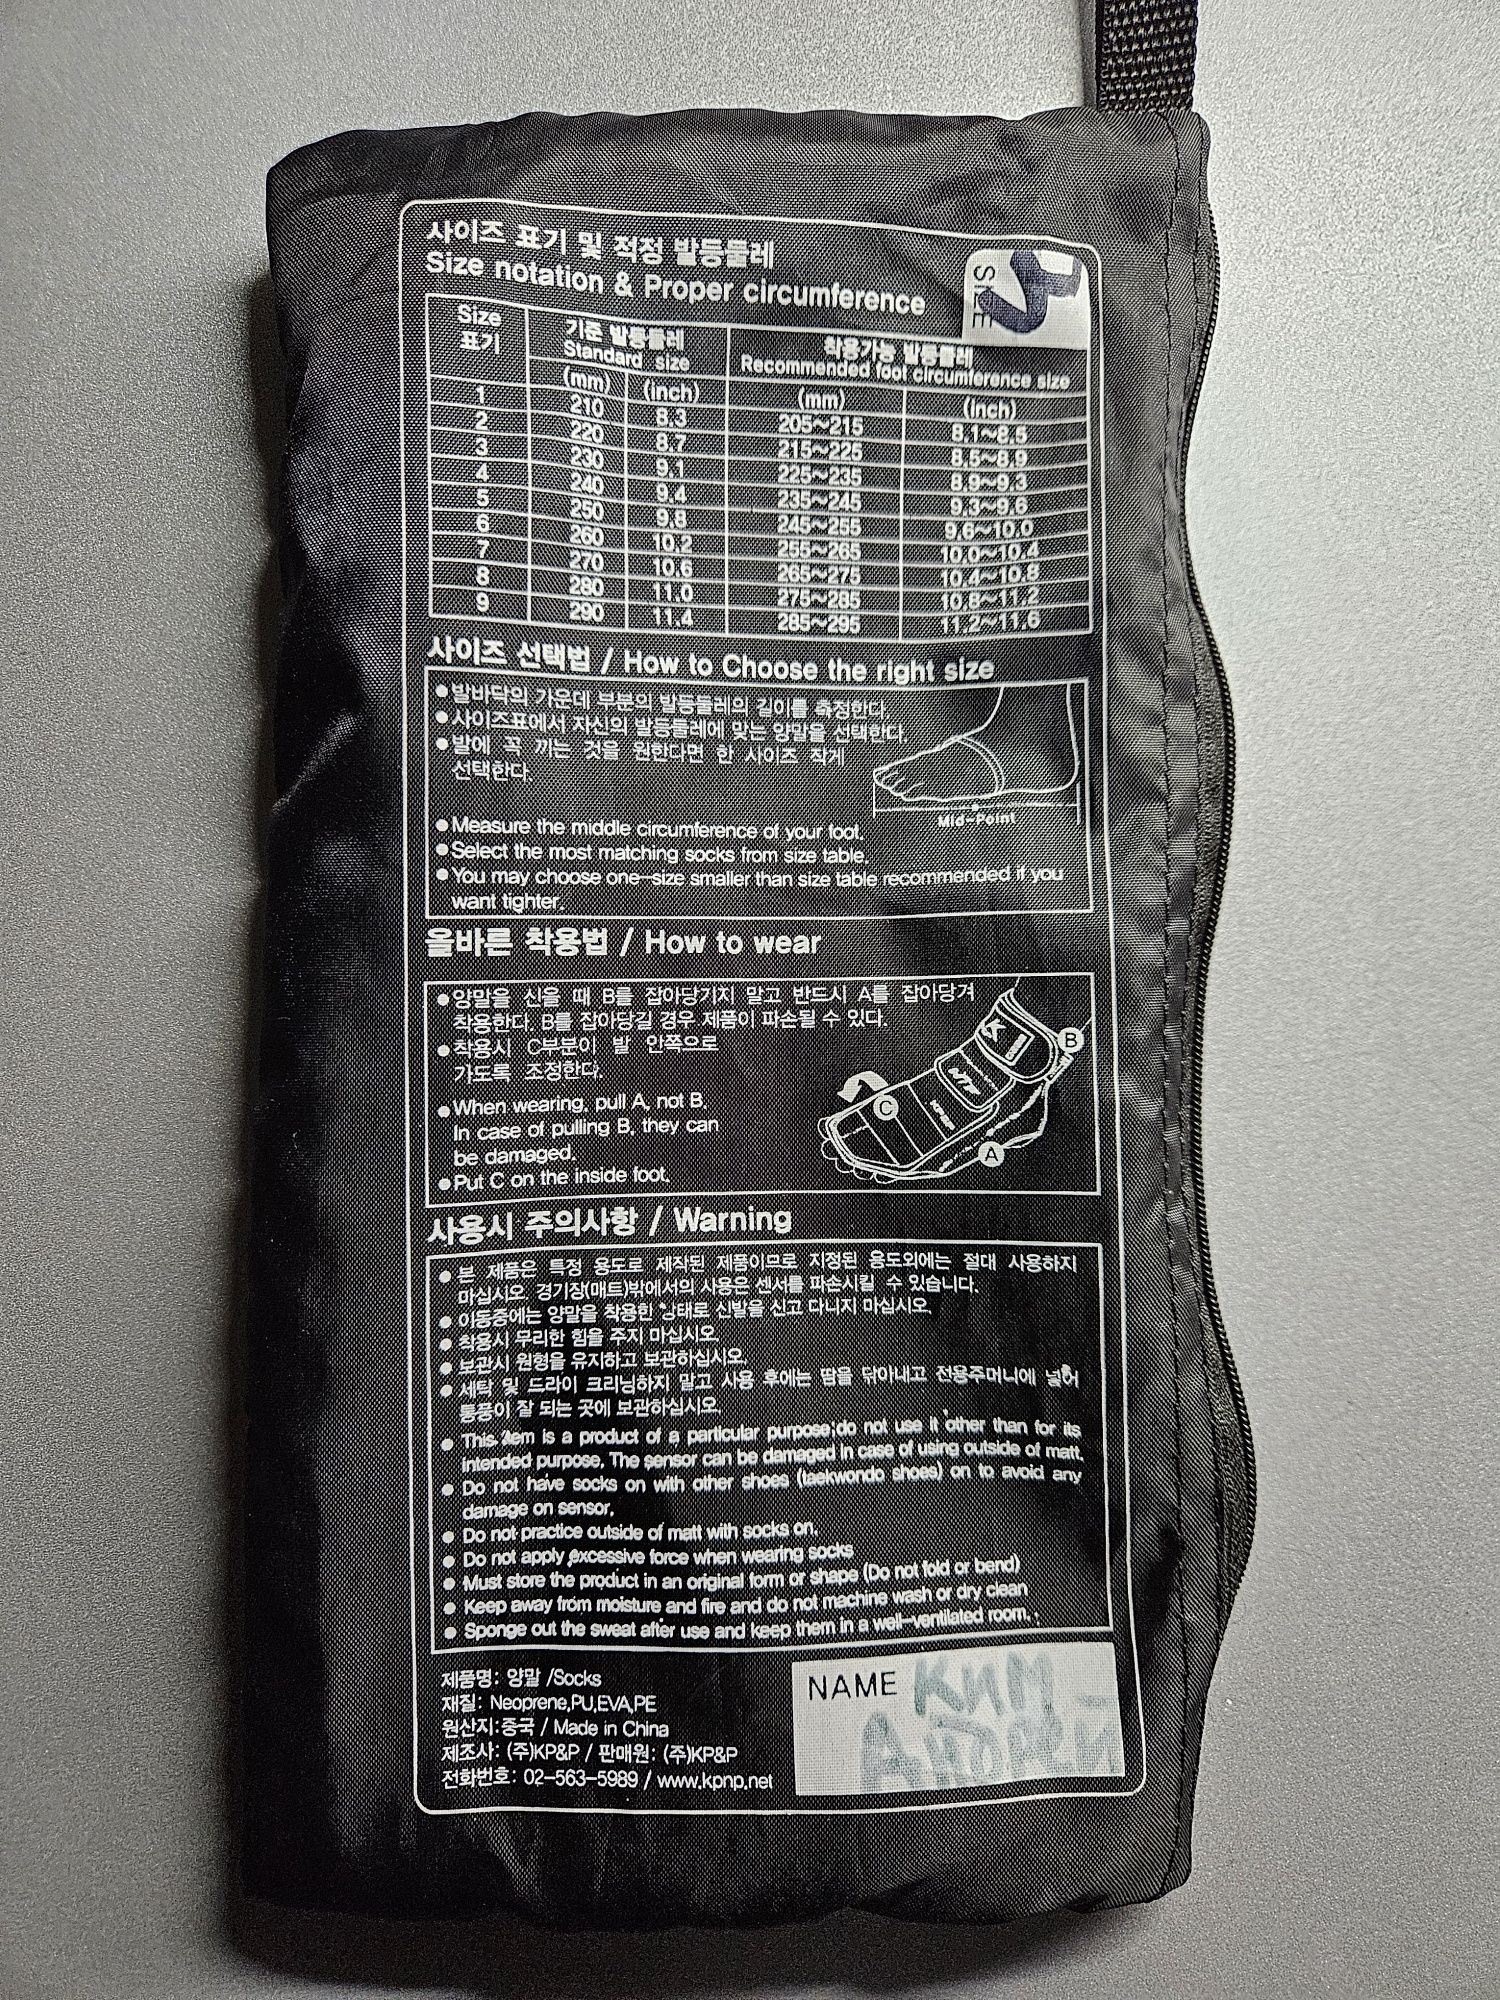 사이즈 표기 및 적정 발등둘레
Size notation & Proper circumference
SIZE
Size 표기
기준 발등둘레
Standard size
착용가능 발등둘레
Recommended foot circumference size
(mm) (inch) (mm) (inch)
1 210 8.3 205~215 8.1~8.5
2 220 8.7 215~225 8.5~8.9
3 230 9.1 225~235 8.9~9.3
4 240 9.4 235~245 9.3~9.6
5 250 9.8 245~255 9.6~10.0
6 260 10.2 255~265 10.0~10.4
7 270 10.6 265~275 10.4~10.8
8 280 11.0 275~285 10.8~11.2
9 290 11.4 285~295 11.2~11.6
사이즈 선택법 / How to Choose the right size
●발바닥의 가운데 부분의 발등둘레의 길이를 측정한다.
●사이즈표에서 자신의 발등둘레에 맞는 양말을 선택한다.
●발에 꼭 끼는 것을 원한다면 한 사이즈 작게
선택한다.
Mid-Point
●Measure the middle circumference of your foot.
●Select the most matching socks from size table.
●You may choose one-size smaller than size table recommended if you
want tighter.
올바른 착용법 / How to wear
●양말을 신을 때 B를 잡아당기지 말고 반드시 A를 잡아당겨
착용한다. B를 잡아당길 경우 제품이 파손될 수 있다.
●착용시 C부분이 발 안쪽으로
가도록 조정한다.
●When wearing, pull A, not B.
In case of pulling B, they can
be damaged.
●Put C on the inside foot.
B
C
A
사용시 주의사항 / Warning
● 본 제품은 특정 용도로 제작된 제품이므로 지정된 용도외에는 절대 사용하지
마십시오. 경기장(매트)밖에서의 사용은 센서를 파손시킬 수 있습니다.
● 이동중에는 양말을 착용한 상태로 신발을 신고 다니지 마십시오.
● 착용시 무리한 힘을 주지 마십시오.
● 보관시 원형을 유지하고 보관하십시오.
● 세탁 및 드라이 크리닝하지 말고 사용 후에는 땀을 닦아내고 전용주머니에 넣어
통풍이 잘 되는 곳에 보관하십시오.
● This item is a product of a particular purpose;do not use it other than for its
intended purpose. The sensor can be damaged in case of using outside of matt.
● Do not have socks on with other shoes (taekwondo shoes) on to avoid any
damage on sensor.
● Do not practice outside of matt with socks on.
● Do not apply excessive force when wearing socks
● Must store the product in an original form or shape (Do not fold or bend)
● Keep away from moisture and fire and do not machine wash or dry clean
● Sponge out the sweat after use and keep them in a well-ventilated room.
제품명: 양말 /Socks
재질: Neoprene,PU,EVA,PE
원산지:중국 / Made in China
제조사: (주)KP&P / 판매원: (주)KP&P
전화번호: 02-563-5989 / www.kpnp.net
NAME Ким
Андрей